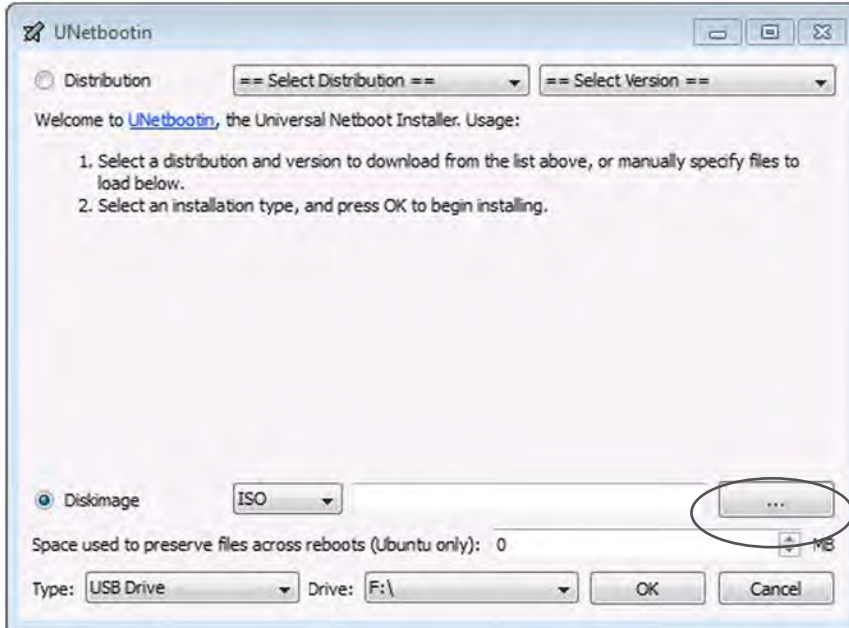 UNetbootin
Distribution == Select Distribution == == Select Version ==
Welcome to UNetbootin, the Universal Netboot Installer. Usage:
1. Select a distribution and version to download from the list above, or manually specify files to
load below.
2. Select an installation type, and press OK to begin installing.
Diskimage ISO ...
Space used to preserve files across reboots (Ubuntu only): 0 MB
Type: USB Drive Drive: F:\ OK Cancel